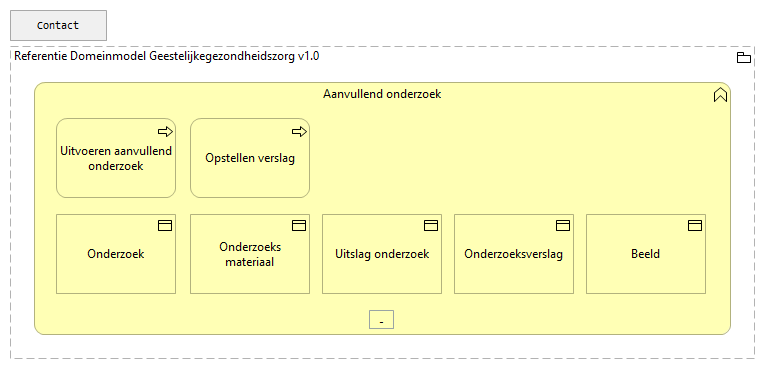 Contact
Referentie Domeinmodel Geestelijkegezondheidszorg v1.0
Aanvullend onderzoek
Uitvoeren aanvullend
onderzoek
Opstellen verslag
Onderzoek
Onderzoeks
materiaal
Uitslag onderzoek
Onderzoeksverslag
Beeld
-